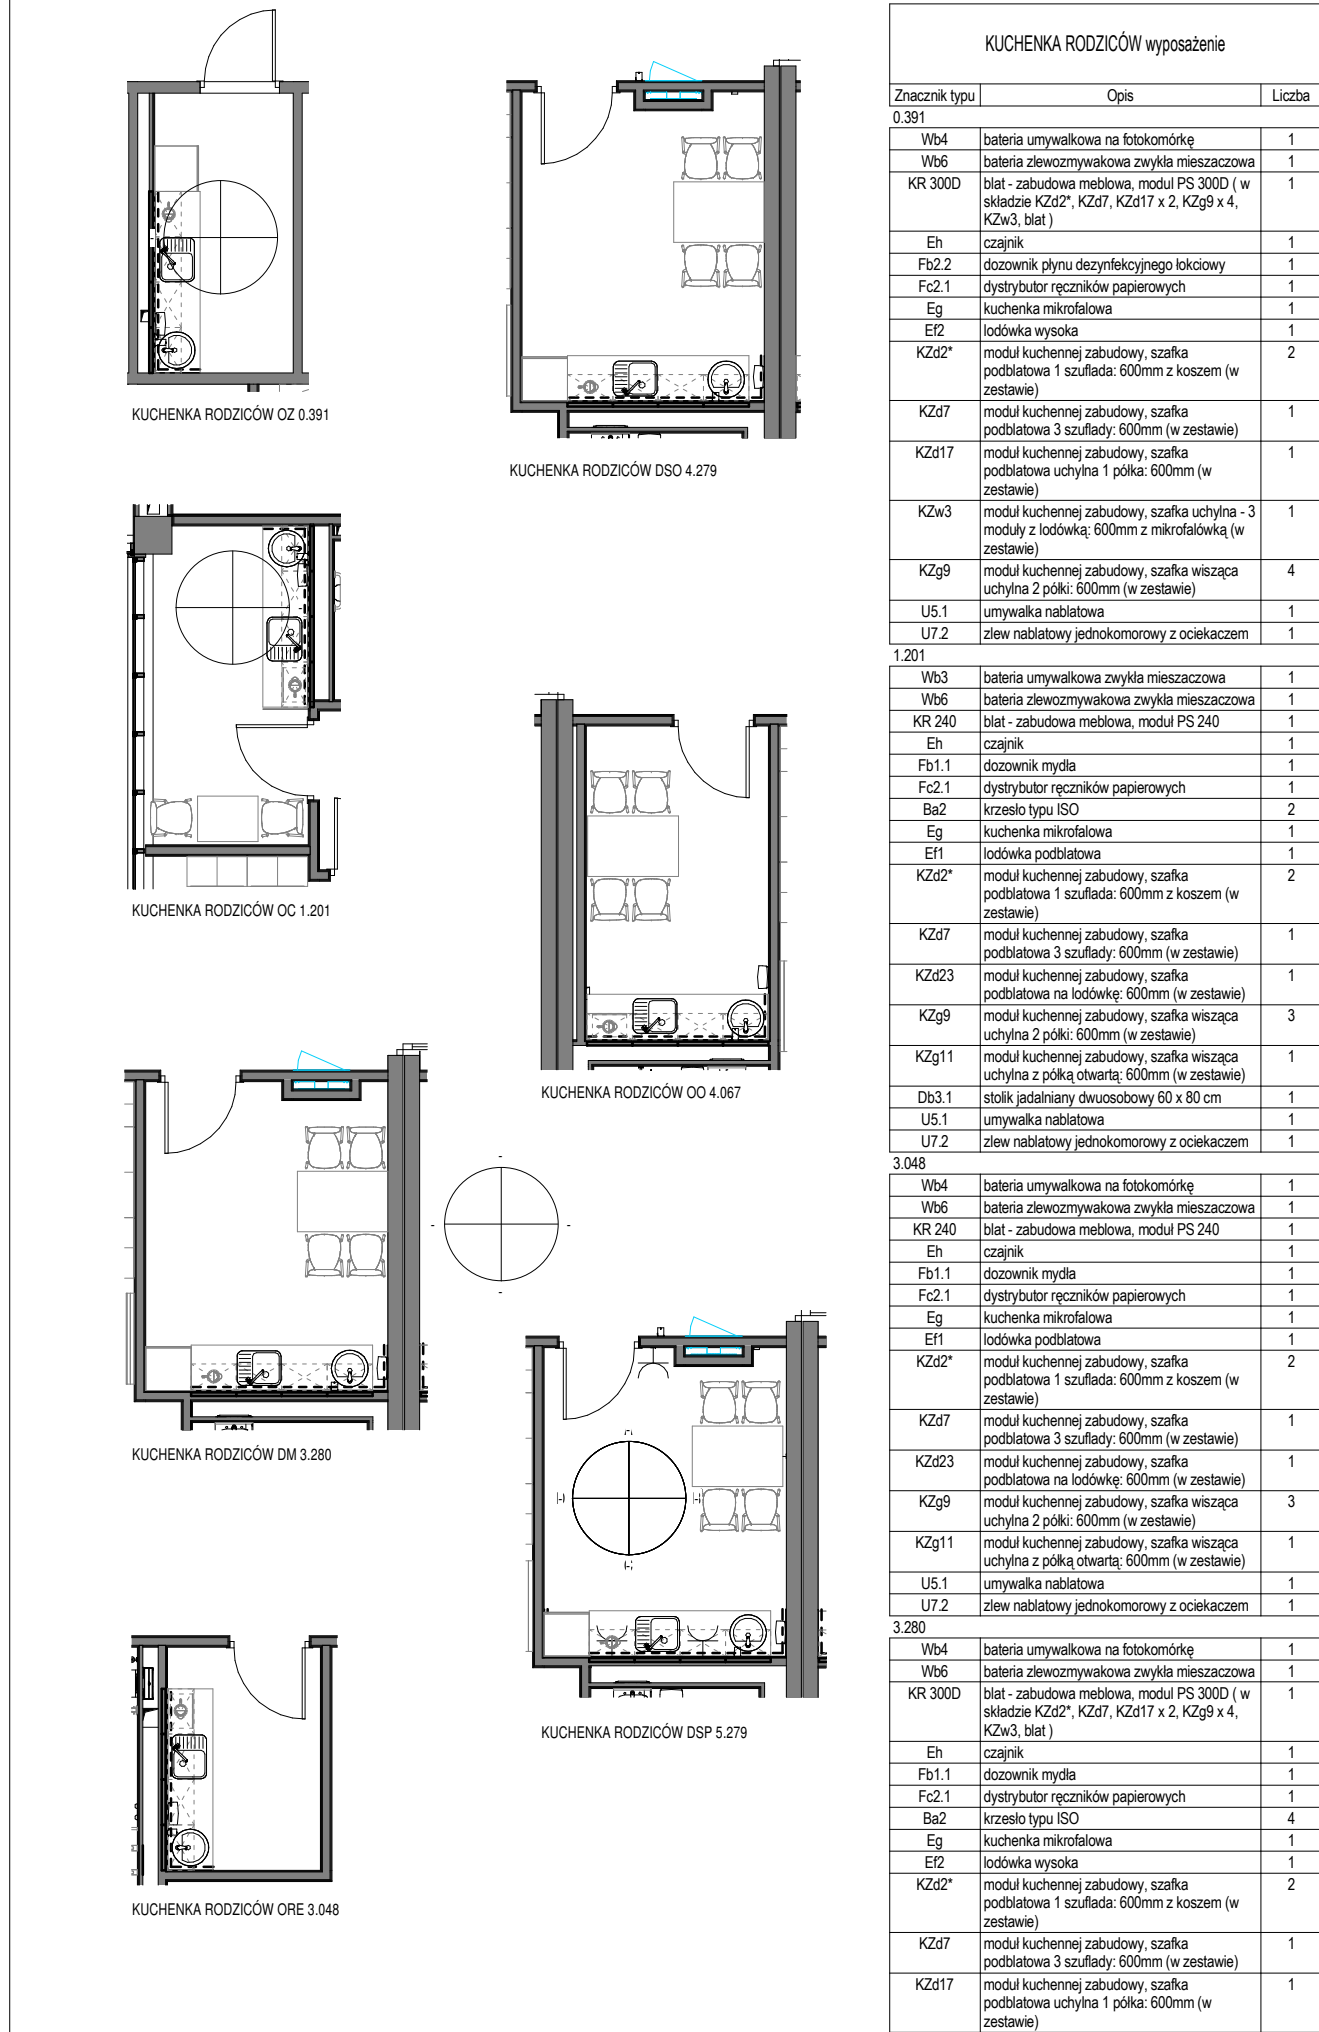 KUCHENKA RODZICÓW OZ 0.391
KUCHENKA RODZICÓW DSO 4.279
KUCHENKA RODZICÓW OC 1.201
KUCHENKA RODZICÓW OO 4.067
KUCHENKA RODZICÓW DM 3.280
KUCHENKA RODZICÓW DSP 5.279
KUCHENKA RODZICÓW ORE 3.048
KUCHENKA RODZICÓW wyposażenie
Znacznik typu Opis Liczba
0.391
Wb4 bateria umywalkowa na fotokomórkę 1
Wb6 bateria zlewozmywakowa zwykła mieszaczowa 1
KR 300D blat - zabudowa meblowa, modul PS 300D ( w 1
składzie KZd2*, KZd7, KZd17 x 2, KZg9 x 4,
KZw3, blat )
Eh czajnik 1
Fb2.2 dozownik płynu dezynfekcyjnego łokciowy 1
Fc2.1 dystrybutor ręczników papierowych 1
Eg kuchenka mikrofalowa 1
Ef2 lodówka wysoka 1
KZd2* moduł kuchennej zabudowy, szafka 2
podblatowa 1 szuflada: 600mm z koszem (w
zestawie)
KZd7 moduł kuchennej zabudowy, szafka 1
podblatowa 3 szuflady: 600mm (w zestawie)
KZd17 moduł kuchennej zabudowy, szafka 1
podblatowa uchylna 1 półka: 600mm (w
zestawie)
KZw3 moduł kuchennej zabudowy, szafka uchylna - 3 1
moduły z lodówką: 600mm z mikrofalówką (w
zestawie)
KZg9 moduł kuchennej zabudowy, szafka wisząca 4
uchylna 2 półki: 600mm (w zestawie)
U5.1 umywalka nablatowa 1
U7.2 zlew nablatowy jednokomorowy z ociekaczem 1
1.201
Wb3 bateria umywalkowa zwykła mieszaczowa 1
Wb6 bateria zlewozmywakowa zwykła mieszaczowa 1
KR 240 blat - zabudowa meblowa, moduł PS 240 1
Eh czajnik 1
Fb1.1 dozownik mydła 1
Fc2.1 dystrybutor ręczników papierowych 1
Ba2 krzesło typu ISO 2
Eg kuchenka mikrofalowa 1
Ef1 lodówka podblatowa 1
KZd2* moduł kuchennej zabudowy, szafka 2
podblatowa 1 szuflada: 600mm z koszem (w
zestawie)
KZd7 moduł kuchennej zabudowy, szafka 1
podblatowa 3 szuflady: 600mm (w zestawie)
KZd23 moduł kuchennej zabudowy, szafka 1
podblatowa na lodówkę: 600mm (w zestawie)
KZg9 moduł kuchennej zabudowy, szafka wisząca 3
uchylna 2 półki: 600mm (w zestawie)
KZg11 moduł kuchennej zabudowy, szafka wisząca 1
uchylna z półką otwartą: 600mm (w zestawie)
Db3.1 stolik jadalniany dwuosobowy 60 x 80 cm 1
U5.1 umywalka nablatowa 1
U7.2 zlew nablatowy jednokomorowy z ociekaczem 1
3.048
Wb4 bateria umywalkowa na fotokomórkę 1
Wb6 bateria zlewozmywakowa zwykła mieszaczowa 1
KR 240 blat - zabudowa meblowa, moduł PS 240 1
Eh czajnik 1
Fb1.1 dozownik mydła 1
Fc2.1 dystrybutor ręczników papierowych 1
Eg kuchenka mikrofalowa 1
Ef1 lodówka podblatowa 1
KZd2* moduł kuchennej zabudowy, szafka 2
podblatowa 1 szuflada: 600mm z koszem (w
zestawie)
KZd7 moduł kuchennej zabudowy, szafka 1
podblatowa 3 szuflady: 600mm (w zestawie)
KZd23 moduł kuchennej zabudowy, szafka 1
podblatowa na lodówkę: 600mm (w zestawie)
KZg9 moduł kuchennej zabudowy, szafka wisząca 3
uchylna 2 półki: 600mm (w zestawie)
KZg11 moduł kuchennej zabudowy, szafka wisząca 1
uchylna z półką otwartą: 600mm (w zestawie)
U5.1 umywalka nablatowa 1
U7.2 zlew nablatowy jednokomorowy z ociekaczem 1
3.280
Wb4 bateria umywalkowa na fotokomórkę 1
Wb6 bateria zlewozmywakowa zwykła mieszaczowa 1
KR 300D blat - zabudowa meblowa, modul PS 300D ( w 1
składzie KZd2*, KZd7, KZd17 x 2, KZg9 x 4,
KZw3, blat )
Eh czajnik 1
Fb1.1 dozownik mydła 1
Fc2.1 dystrybutor ręczników papierowych 1
Ba2 krzesło typu ISO 4
Eg kuchenka mikrofalowa 1
Ef2 lodówka wysoka 1
KZd2* moduł kuchennej zabudowy, szafka 2
podblatowa 1 szuflada: 600mm z koszem (w
zestawie)
KZd7 moduł kuchennej zabudowy, szafka 1
podblatowa 3 szuflady: 600mm (w zestawie)
KZd17 moduł kuchennej zabudowy, szafka 1
podblatowa uchylna 1 półka: 600mm (w
zestawie)